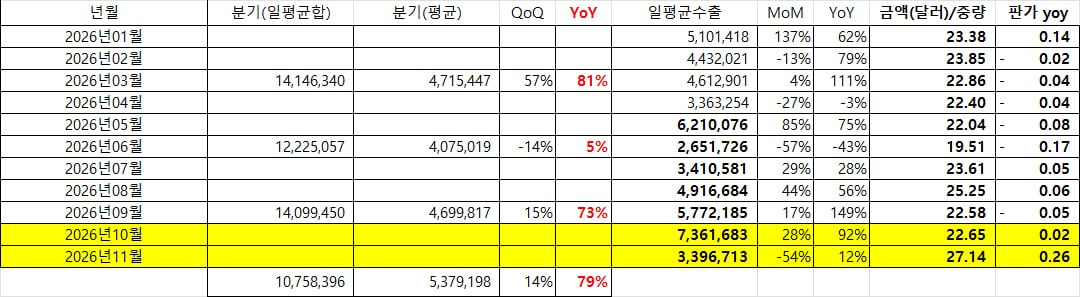 년월 분기(일평균합) 분기(평균) QoQ YoY 일평균수출 MoM YoY 금액(달러)/중량 판가 yoy
2026년01월 5,101,418 137% 62% 23.38 0.14
2026년02월 4,432,021 -13% 79% 23.85 - 0.02
2026년03월 14,146,340 4,715,447 57% 81% 4,612,901 4% 111% 22.86 - 0.04
2026년04월 3,363,254 -27% -3% 22.40 - 0.04
2026년05월 6,210,076 85% 75% 22.04 - 0.08
2026년06월 12,225,057 4,075,019 -14% 5% 2,651,726 -57% -43% 19.51 - 0.17
2026년07월 3,410,581 29% 28% 23.61 0.05
2026년08월 4,916,684 44% 56% 25.25 0.06
2026년09월 14,099,450 4,699,817 15% 73% 5,772,185 17% 149% 22.58 - 0.05
2026년10월 7,361,683 28% 92% 22.65 0.02
2026년11월 3,396,713 -54% 12% 27.14 0.26
10,758,396 5,379,198 14% 79%